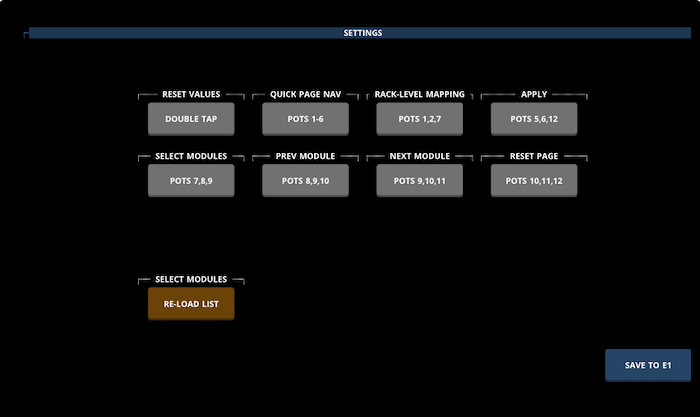 SETTINGS
RESET VALUES QUICK PAGE NAV RACK-LEVEL MAPPING APPLY
DOUBLE TAP POTS 1-6 POTS 1,2,7 POTS 5,6,12
SELECT MODULES PREV MODULE NEXT MODULE RESET PAGE
POTS 7,8,9 POTS 8,9,10 POTS 9,10,11 POTS 10,11,12
SELECT MODULES
RE-LOAD LIST
SAVE TO E1